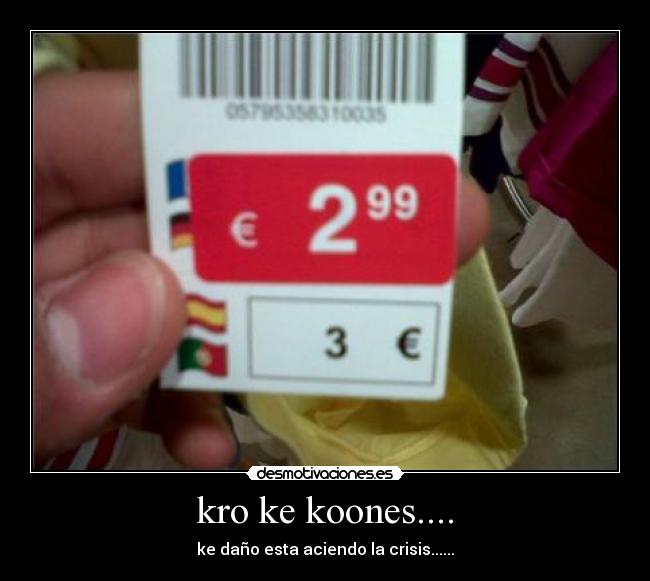 05795358310035
€ 2 99
3 €
desmotivaciones.es
kro ke koones....
ke daño esta aciendo la crisis......